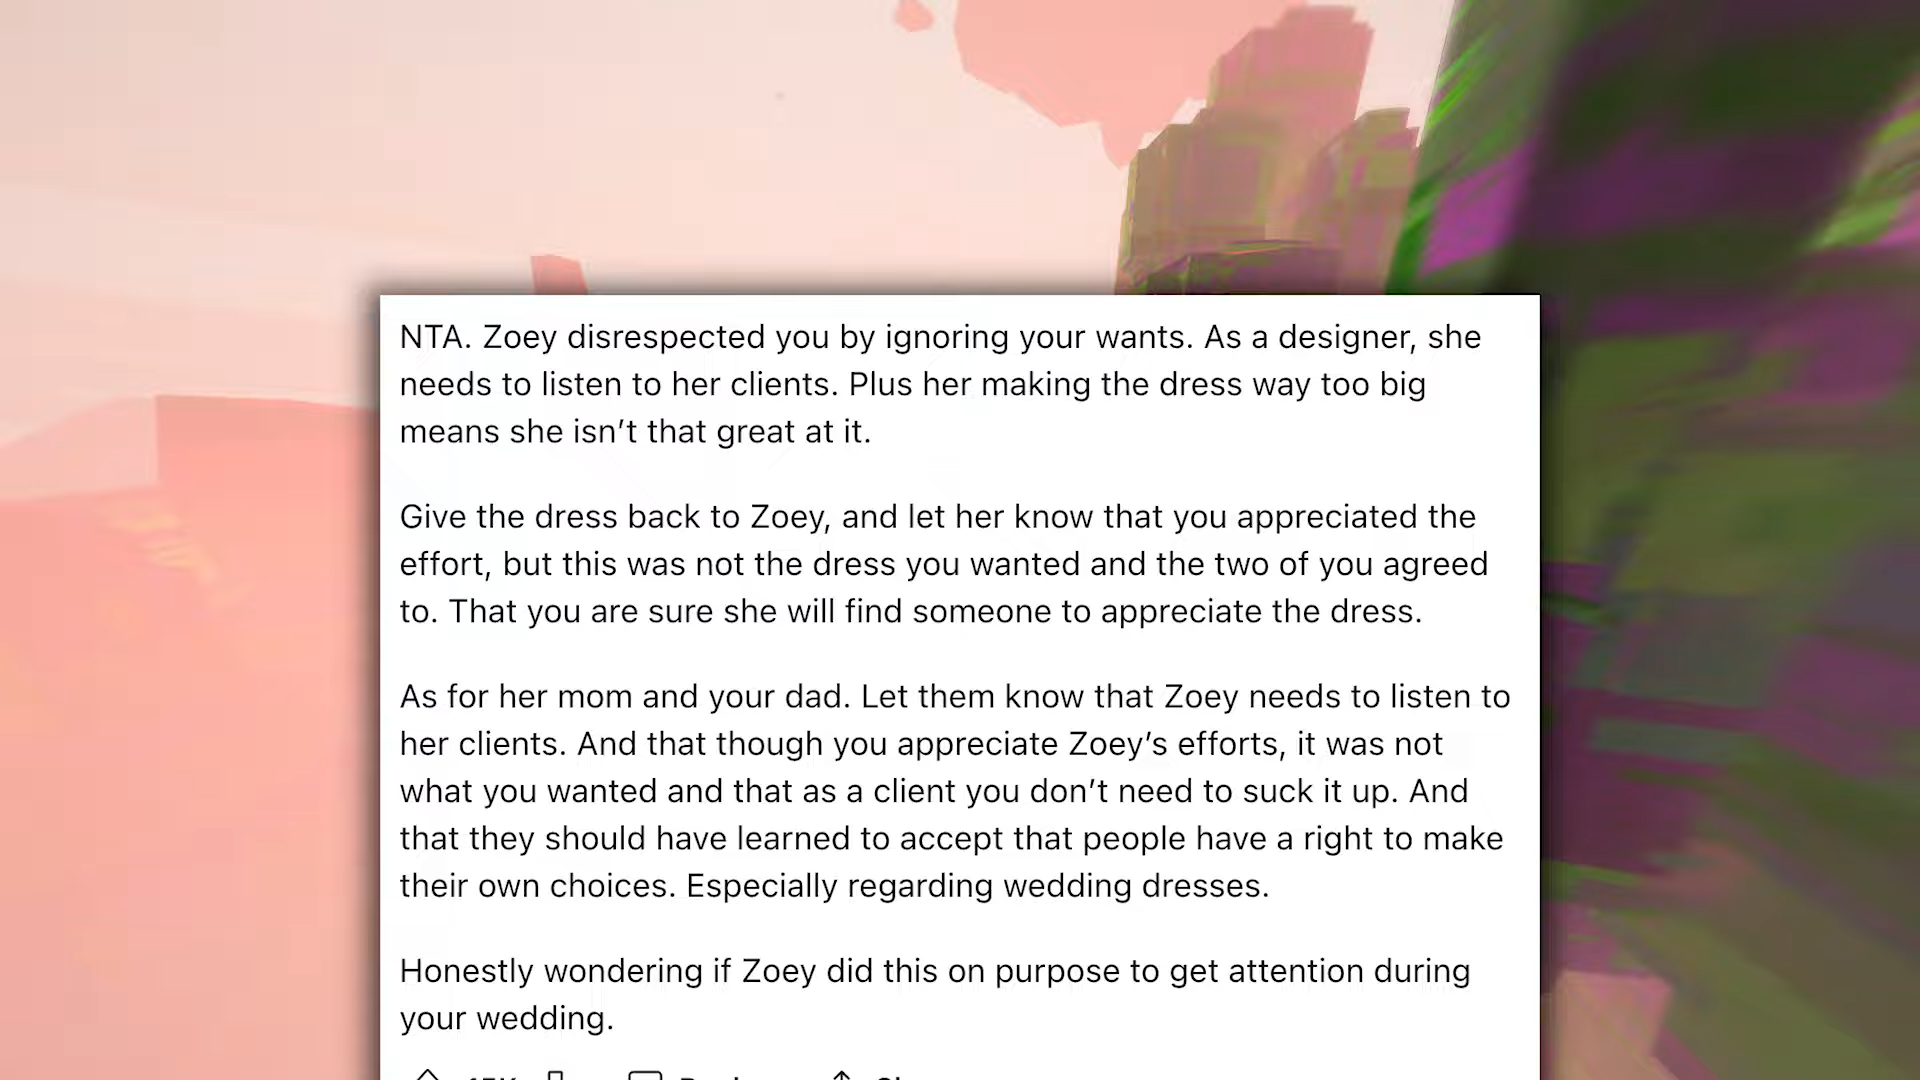 NTA. Zoey disrespected you by ignoring your wants. As a designer, she
needs to listen to her clients. Plus her making the dress way too big
means she isn’t that great at it.
Give the dress back to Zoey, and let her know that you appreciated the
effort, but this was not the dress you wanted and the two of you agreed
to. That you are sure she will find someone to appreciate the dress.
As for her mom and your dad. Let them know that Zoey needs to listen to
her clients. And that though you appreciate Zoey’s efforts, it was not
what you wanted and that as a client you don’t need to suck it up. And
that they should have learned to accept that people have a right to make
their own choices. Especially regarding wedding dresses.
Honestly wondering if Zoey did this on purpose to get attention during
your wedding.